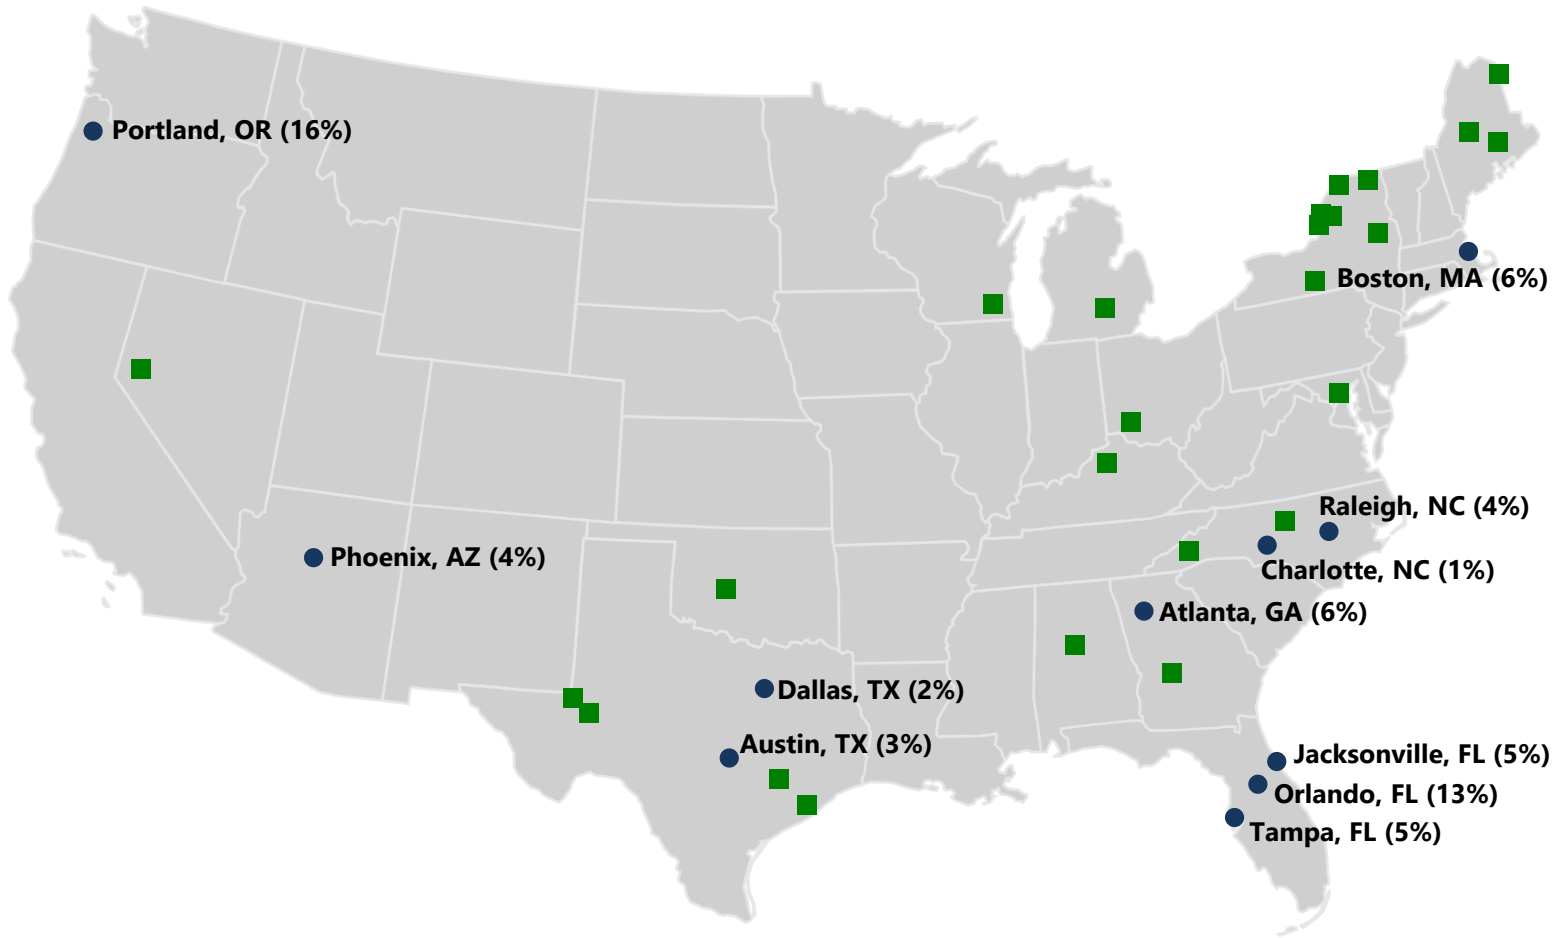 Portland, OR (16%)
Boston, MA (6%)
Raleigh, NC (4%)
Phoenix, AZ (4%)
Charlotte, NC (1%)
Atlanta, GA (6%)
Dallas, TX (2%)
Austin, TX (3%)
Jacksonville, FL (5%)
Orlando, FL (13%)
Tampa, FL (5%)